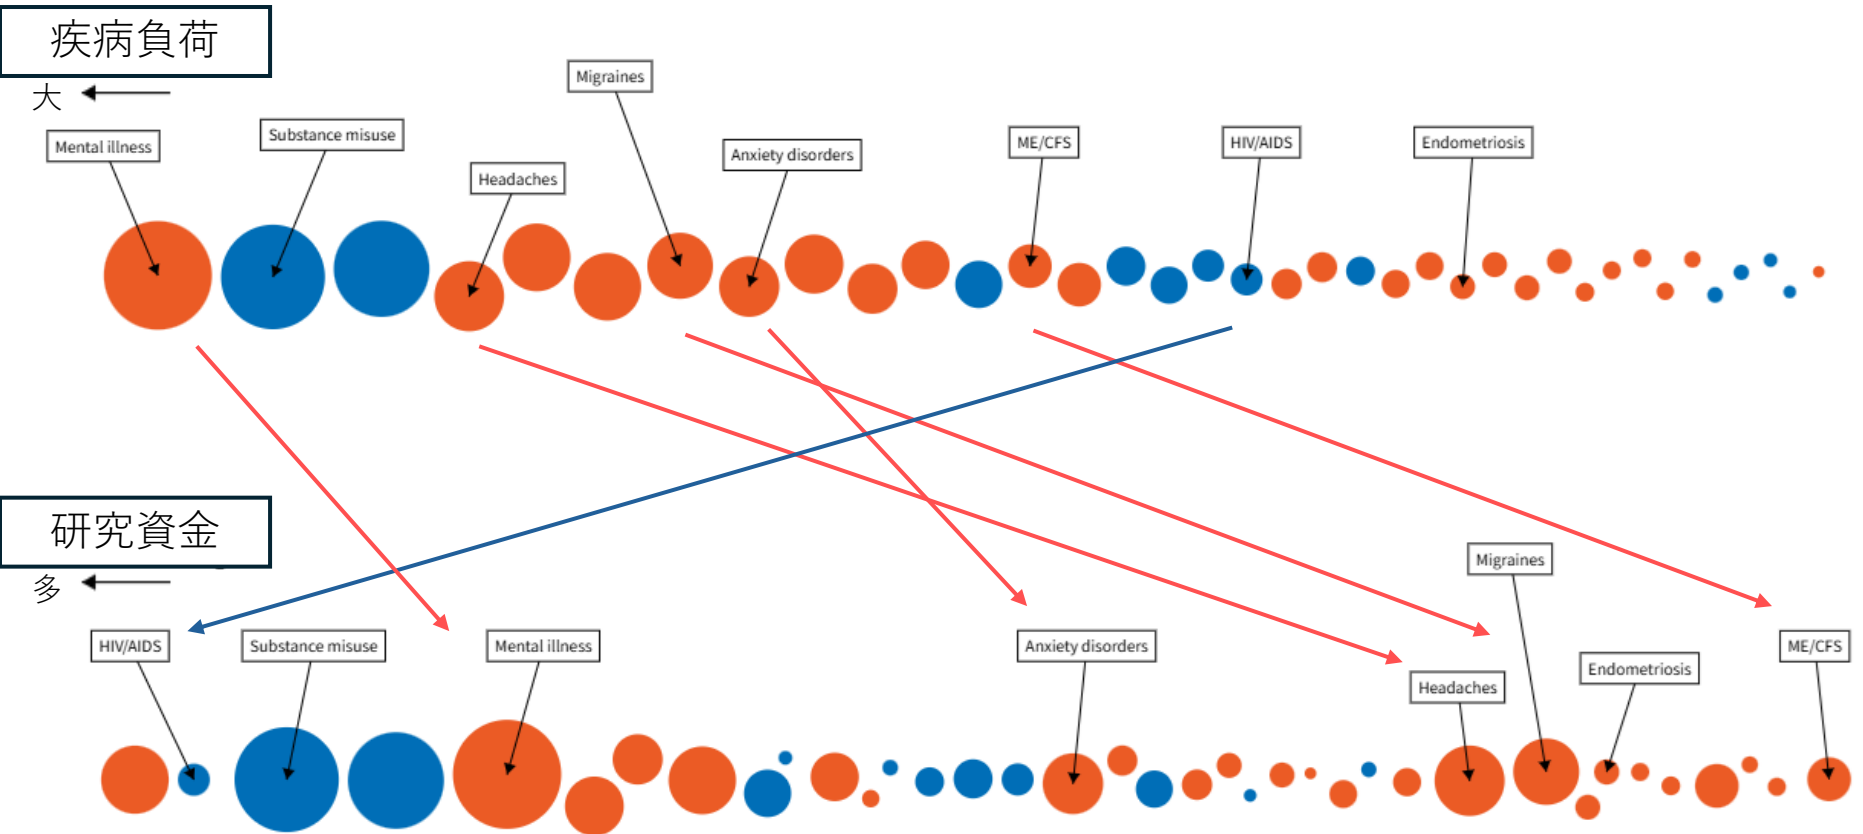 疾病負荷
大
Migraines
Substance misuse
Mental illness
Anxiety disorders
Headaches
ME/CFS
HIV/AIDS
Endometriosis
研究資金
多
HIV/AIDS
Substance misuse
Mental illness
Anxiety disorders
Migraines
Headaches
Endometriosis
ME/CFS